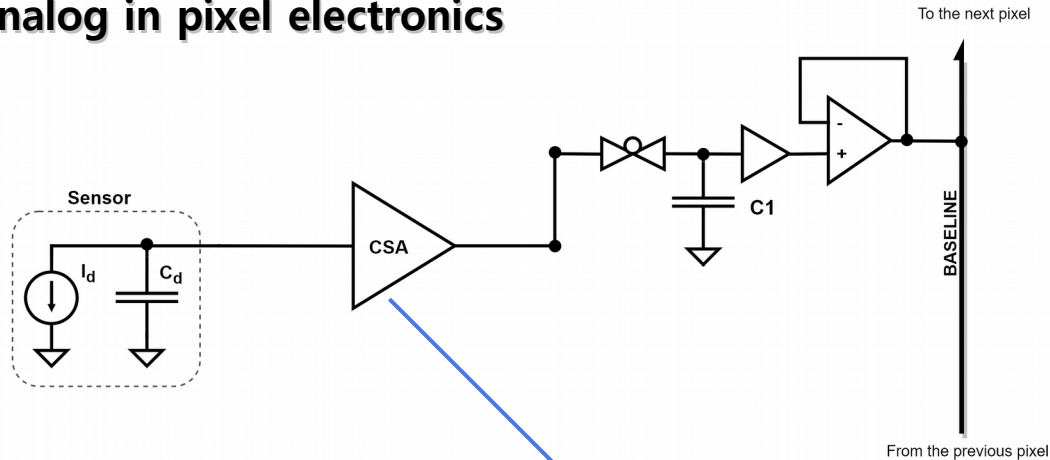 nalog in pixel electronics
To the next pixel
-
+
Sensor
CSA
C1
Id
Cd
BASELINE
From the previous pixel